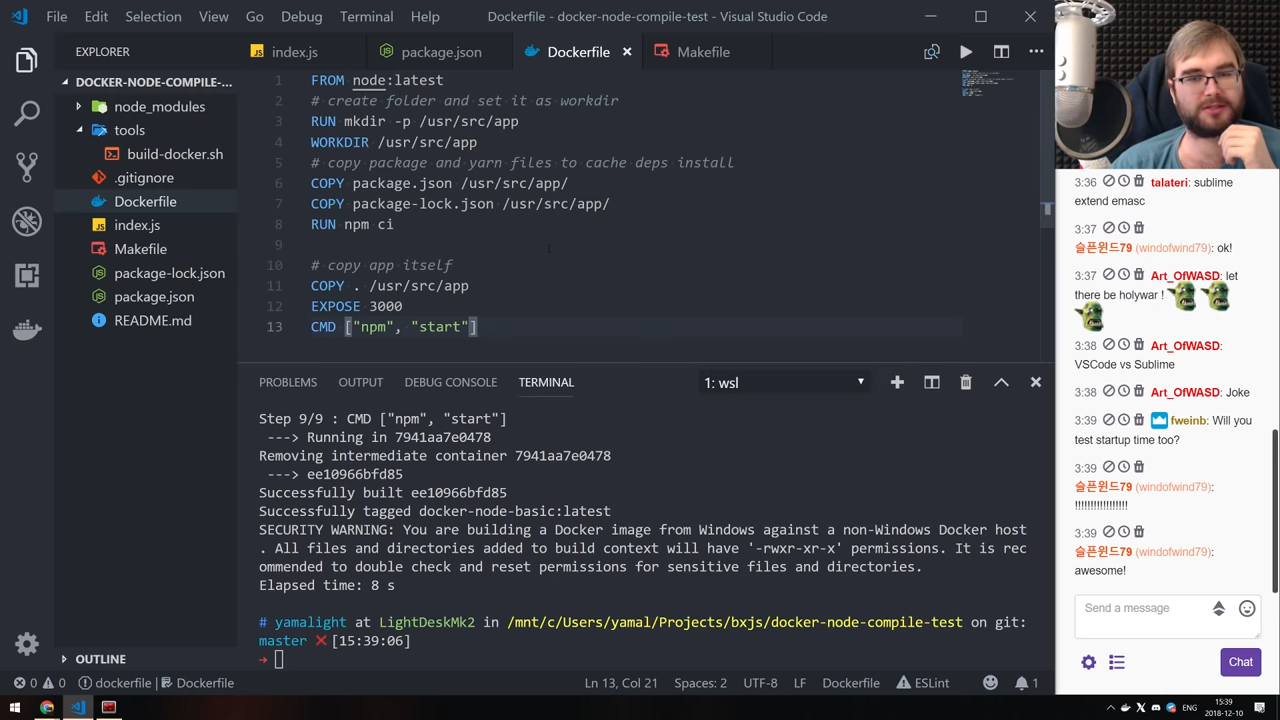 File Edit Selection View Go Debug Terminal Help Dockerfile - docker-node-compile-test - Visual Studio Code
EXPLORER
DOCKER-NODE-COMPILE-...
node_modules
tools
build-docker.sh
.gitignore
Dockerfile
index.js
Makefile
package-lock.json
package.json
README.md
OUTLINE
index.js package.json Dockerfile Makefile
1 FROM node:latest
2 # create folder and set it as workdir
3 RUN mkdir -p /usr/src/app
4 WORKDIR /usr/src/app
5 # copy package and yarn files to cache deps install
6 COPY package.json /usr/src/app/
7 COPY package-lock.json /usr/src/app/
8 RUN npm ci
9
10 # copy app itself
11 COPY . /usr/src/app
12 EXPOSE 3000
13 CMD ["npm", "start"]
PROBLEMS OUTPUT DEBUG CONSOLE TERMINAL 1: wsl
Step 9/9 : CMD ["npm", "start"]
---> Running in 7941aa7e0478
Removing intermediate container 7941aa7e0478
---> ee10966bfd85
Successfully built ee10966bfd85
Successfully tagged docker-node-basic:latest
SECURITY WARNING: You are building a Docker image from Windows against a non-Windows Docker host
. All files and directories added to build context will have '-rwxr-xr-x' permissions. It is rec
ommended to double check and reset permissions for sensitive files and directories.
Elapsed time: 8 s
# yamalight at LightDeskMk2 in /mnt/c/Users/yamal/Projects/bxjs/docker-node-compile-test on git:
master ❌ [15:39:06]
→
0 0 dockerfile | Dockerfile Ln 13, Col 21 Spaces: 2 UTF-8 LF Dockerfile ESLint 1
3:36 talateri: sublime
extend emasc
3:37
슬픈윈드79 (windofwind79): ok!
3:37 Art_OfWASD: let
there be holywar !
3:38 Art_OfWASD:
VSCode vs Sublime
3:38 Art_OfWASD: Joke
3:39 fweinb: Will you
test startup time too?
3:39
슬픈윈드79 (windofwind79):
!!!!!!!!!!!!!!!!!
3:39
슬픈윈드79 (windofwind79):
awesome!
Send a message
Chat
ENG 15:39
2018-12-10